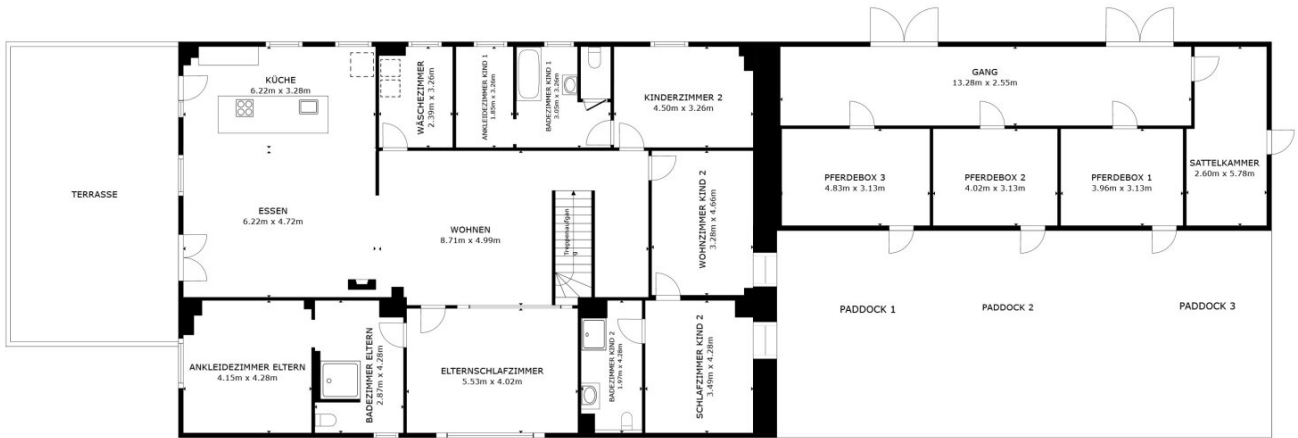 KÜCHE
6.22m x 3.28m
WÄSCHEZIMMER
2.39m x 3.26m
ANKLEIDEZIMMER KIND 1
1.85m x 3.26m
BADEZIMMER KIND 1
3.05m x 3.26m
KINDERZIMMER 2
4.50m x 3.26m
GANG
13.28m x 2.55m
TERRASSE
ESSEN
6.22m x 4.72m
WOHNEN
8.71m x 4.99m
Treppenaufgan
g
WOHNZIMMER KIND 2
3.28m x 4.66m
PFERDEBOX 3
4.83m x 3.13m
PFERDEBOX 2
4.02m x 3.13m
PFERDEBOX 1
3.96m x 3.13m
SATTELKAMMER
2.60m x 5.78m
ANKLEIDEZIMMER ELTERN
4.15m x 4.28m
BADEZIMMER ELTERN
2.87m x 4.28m
ELTERNSCHLAFZIMMER
5.53m x 4.02m
BADEZIMMER KIND 2
1.97m x 4.28m
SCHLAFZIMMER KIND 2
3.49m x 4.28m
PADDOCK 1
PADDOCK 2
PADDOCK 3